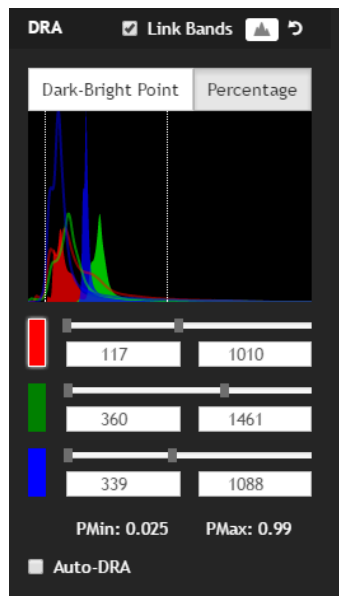 DRA Link Bands
Dark-Bright Point Percentage
117 1010
360 1461
339 1088
PMin: 0.025 PMax: 0.99
Auto-DRA